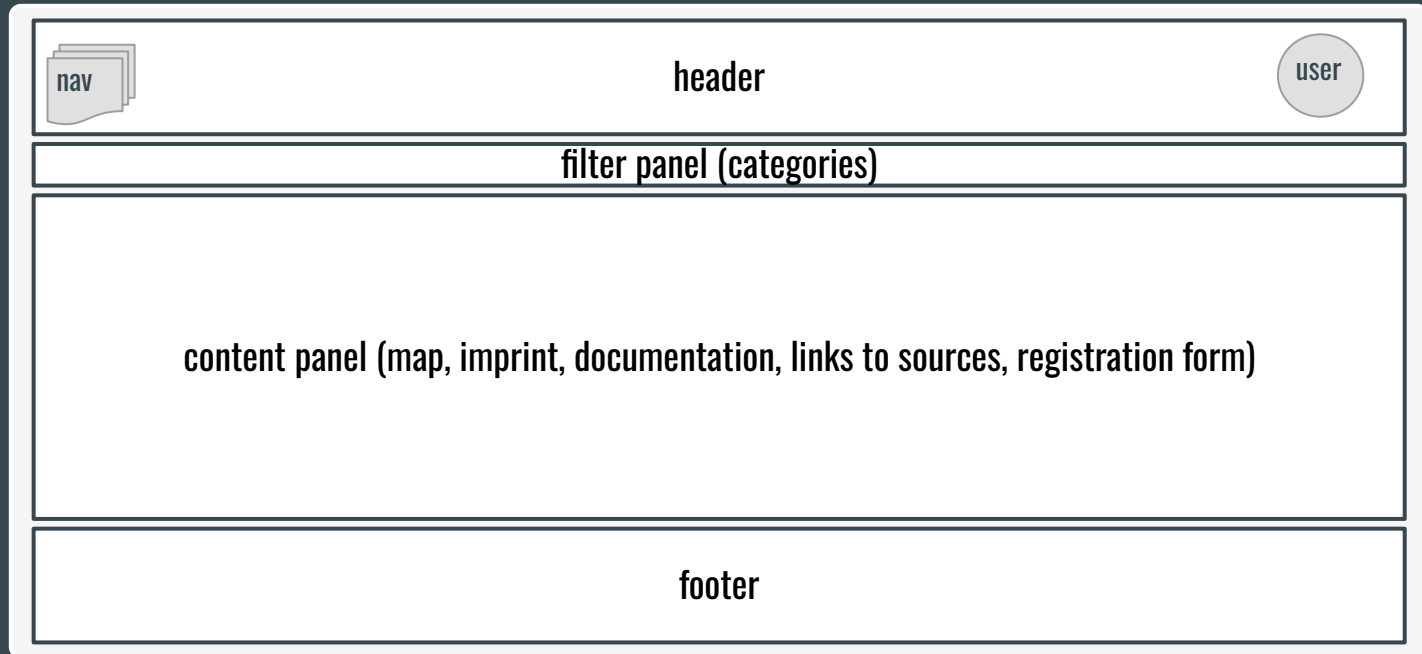 nav
header
user
filter panel (categories)
content panel (map, imprint, documentation, links to sources, registration form)
footer